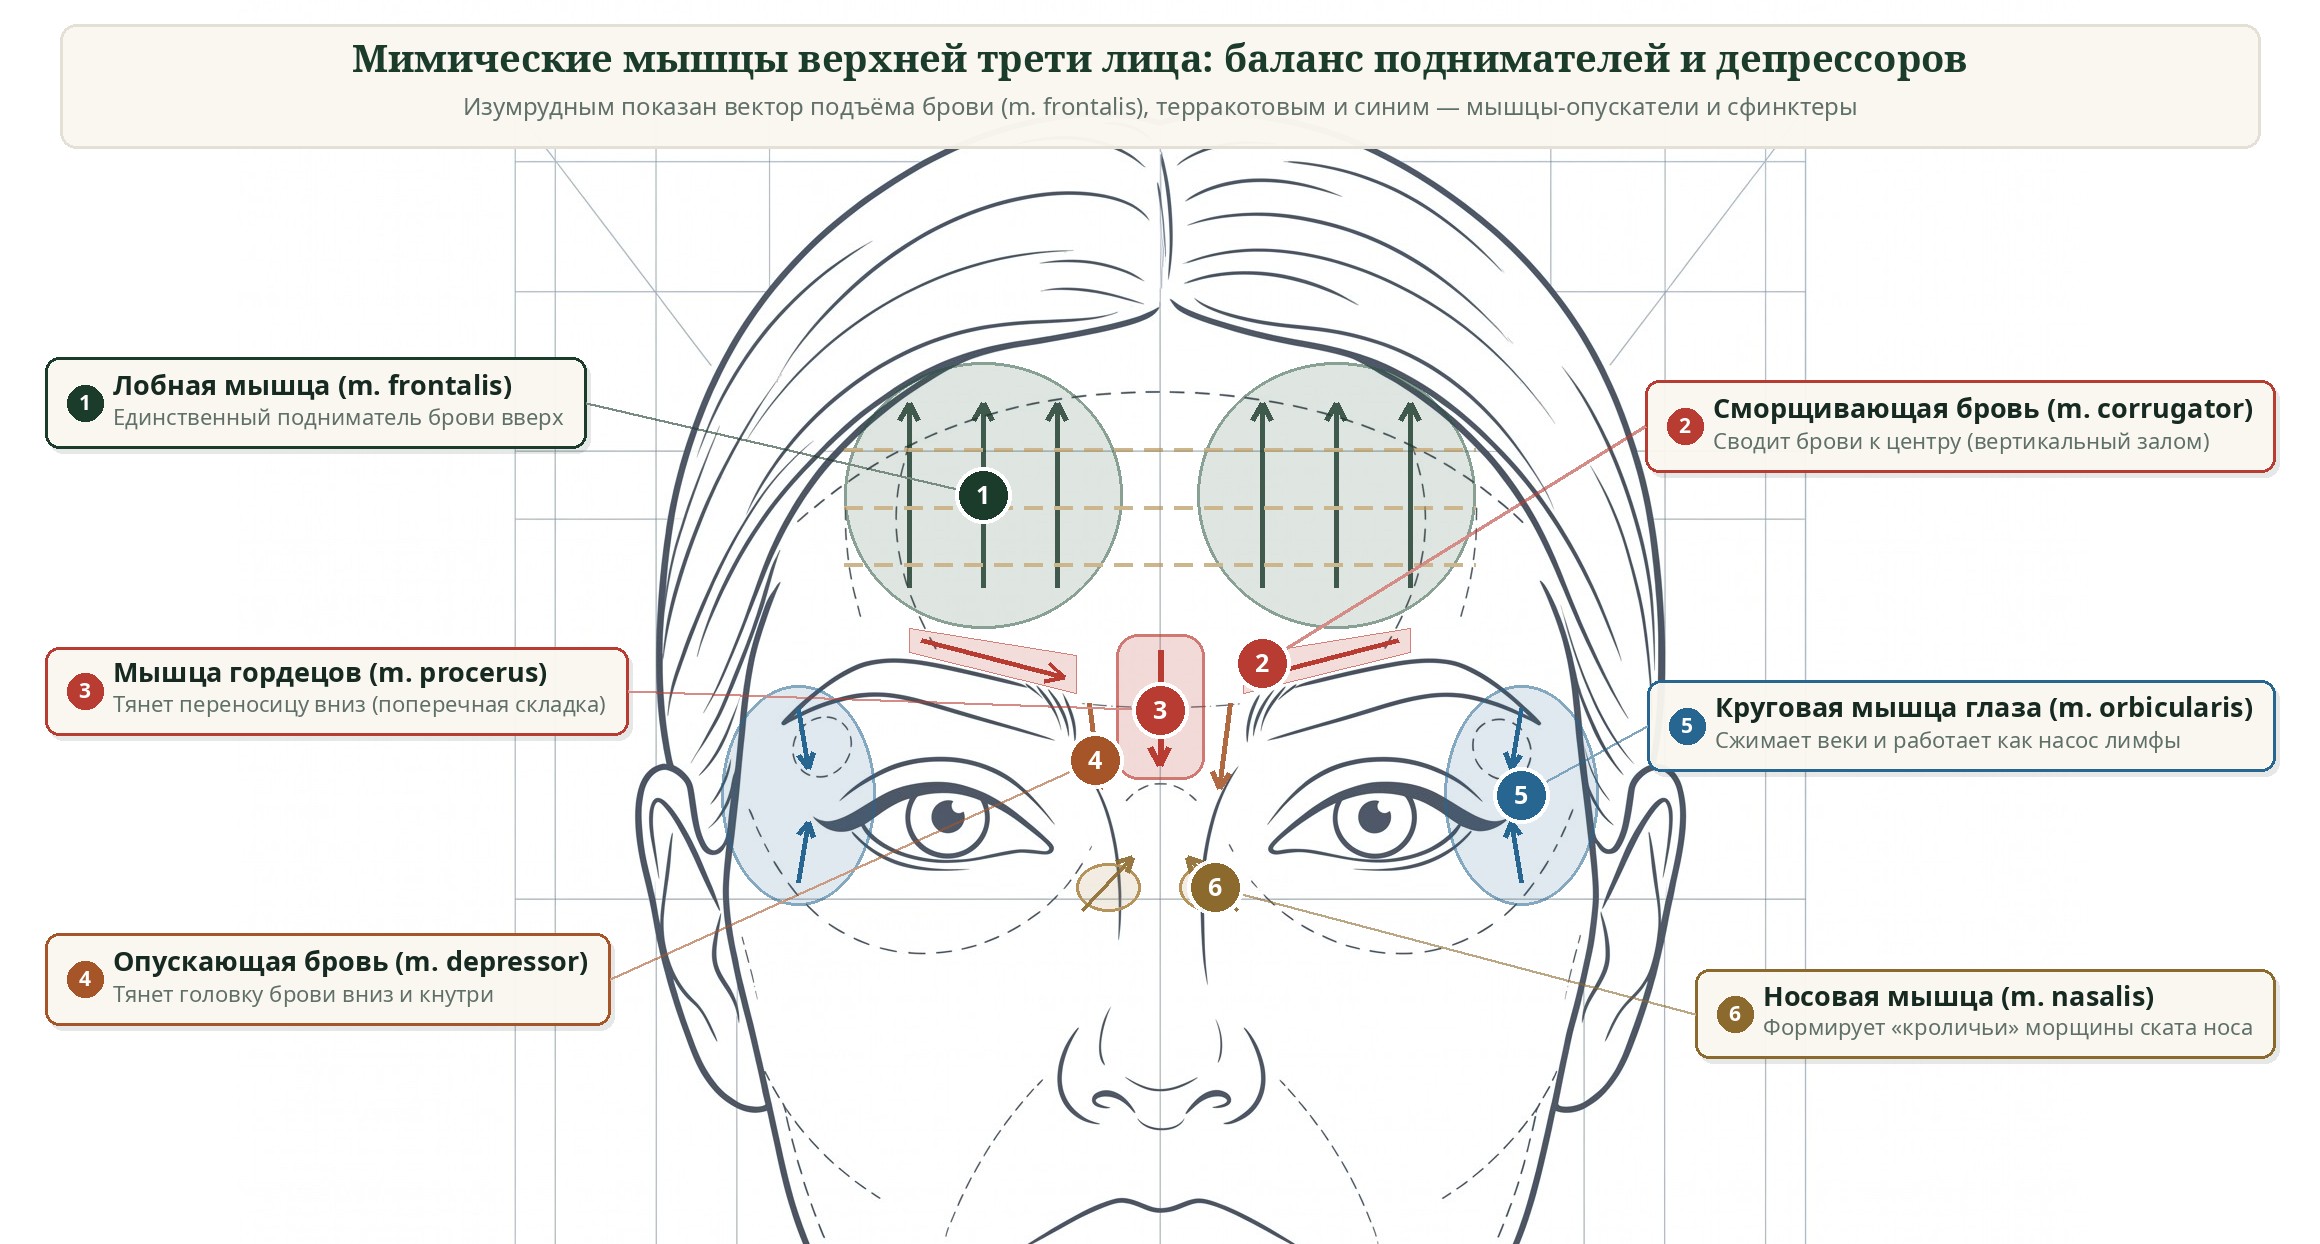 Мимические мышцы верхней трети лица: баланс поднимателей и депрессоров
Изумрудным показан вектор подъёма брови (m. frontalis), терракотовым и синим — мышцы-опускатели и сфинктеры
1 Лобная мышца (m. frontalis)
Единственный подниматель брови вверх
2 Сморщивающая бровь (m. corrugator)
Сводит брови к центру (вертикальный залом)
1
2
3 Мышца гордецов (m. procerus)
Тянет переносицу вниз (поперечная складка)
3
5 Круговая мышца глаза (m. orbicularis)
Сжимает веки и работает как насос лимфы
4
5
6
4 Опускающая бровь (m. depressor)
Тянет головку брови вниз и кнутри
6 Носовая мышца (m. nasalis)
Формирует «кроличьи» морщины ската носа